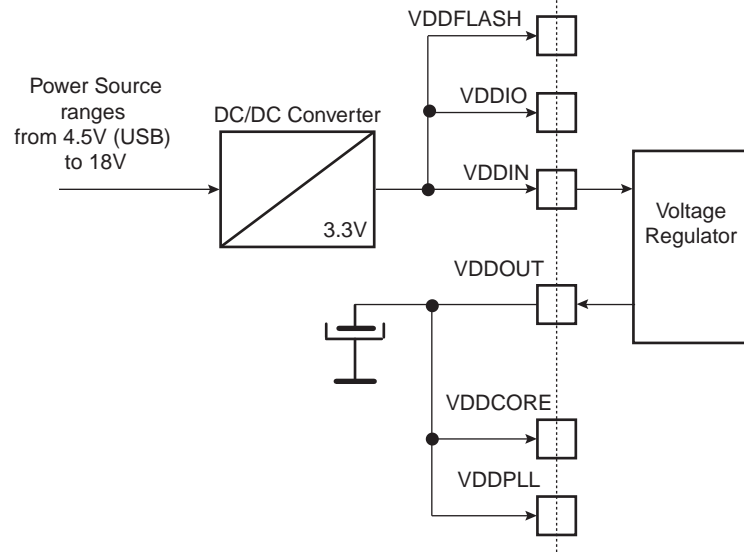 VDDFLASH
Power Source
ranges
from 4.5V (USB)
to 18V
DC/DC Converter
VDDIO
VDDIN
3.3V
Voltage
Regulator
VDDOUT
VDDCORE
VDDPLL